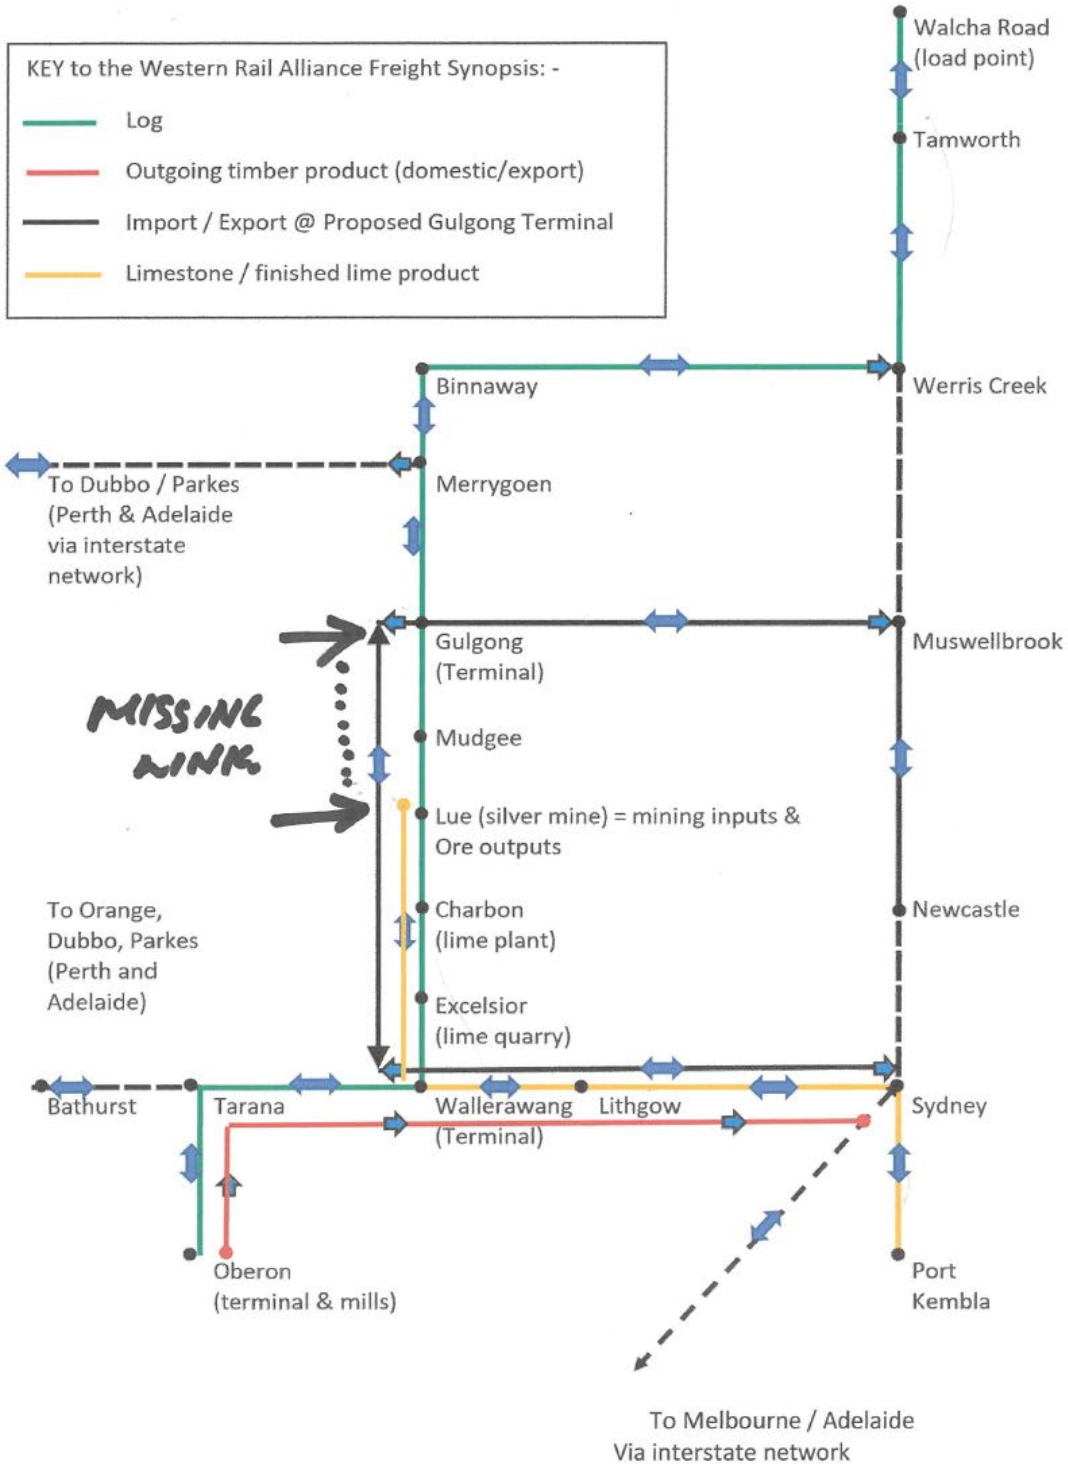 KEY to the Western Rail Alliance Freight Synopsis: -
Log
Outgoing timber product (domestic/export)
Import / Export @ Proposed Gulgong Terminal
Limestone / finished lime product
Walcha Road
(load point)
Tamworth
Binnaway
Werris Creek
To Dubbo / Parkes
(Perth & Adelaide
via interstate
network)
Merrygoen
Gulgong
(Terminal)
Muswellbrook
MISSING
LINK
Mudgee
Lue (silver mine) = mining inputs &
Ore outputs
To Orange,
Dubbo, Parkes
(Perth and
Adelaide)
Charbon
(lime plant)
Newcastle
Excelsior
(lime quarry)
Bathurst
Tarana
Wallerawang
(Terminal)
Lithgow
Sydney
Oberon
(terminal & mills)
Port
Kembla
To Melbourne / Adelaide
Via interstate network